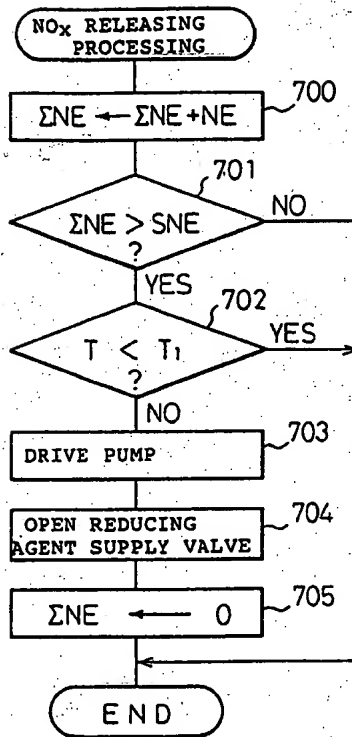 NOx RELEASING
PROCESSING
700
ΣNE ← ΣNE+NE
701
ΣNE > SNE
?
NO
YES
702
T < T1
?
YES
NO
703
DRIVE PUMP
704
OPEN REDUCING
AGENT SUPPLY VALVE
705
ΣNE ← 0
END